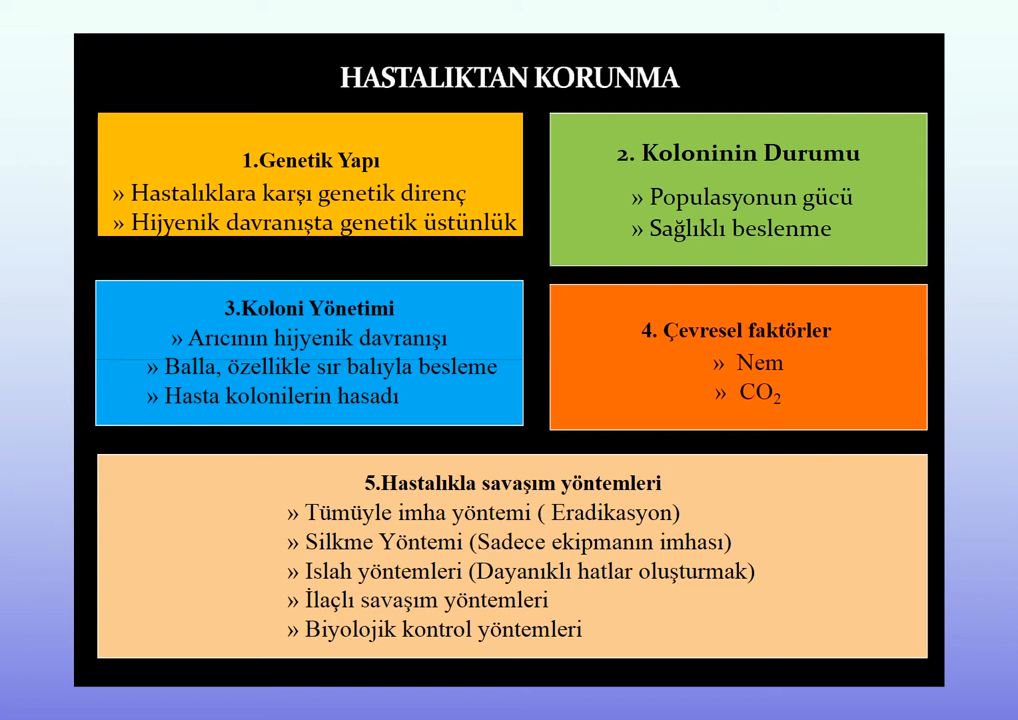 HASTALIKTAN KORUNMA
1.Genetik Yapı
» Hastalıklara karşı genetik direnç
» Hijyenik davranışta genetik üstünlük
2. Koloninin Durumu
» Populasyonun gücü
» Sağlıklı beslenme
3.Koloni Yönetimi
» Arıcının hijyenik davranışı
» Balla, özellikle sır balıyla besleme
» Hasta kolonilerin hasadı
4. Çevresel faktörler
» Nem
» CO₂
5.Hastalıkla savaşım yöntemleri
» Tümüyle imha yöntemi ( Eradikasyon)
» Silkme Yöntemi (Sadece ekipmanın imhası)
» Islah yöntemleri (Dayanıklı hatlar oluşturmak)
» İlaçlı savaşım yöntemleri
» Biyolojik kontrol yöntemleri